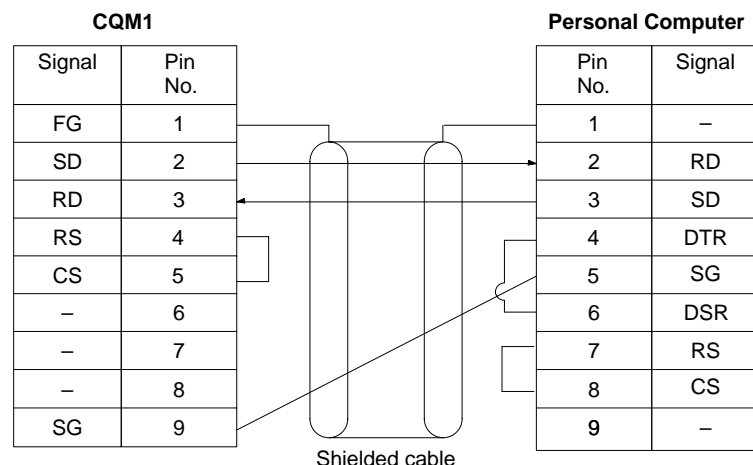 CQM1 Personal Computer
Signal Pin No. Pin No. Signal
FG 1 1 –
SD 2 2 RD
RD 3 3 SD
RS 4 4 DTR
CS 5 5 SG
– 6 6 DSR
– 7 7 RS
– 8 8 CS
SG 9 9 –
Shielded cable